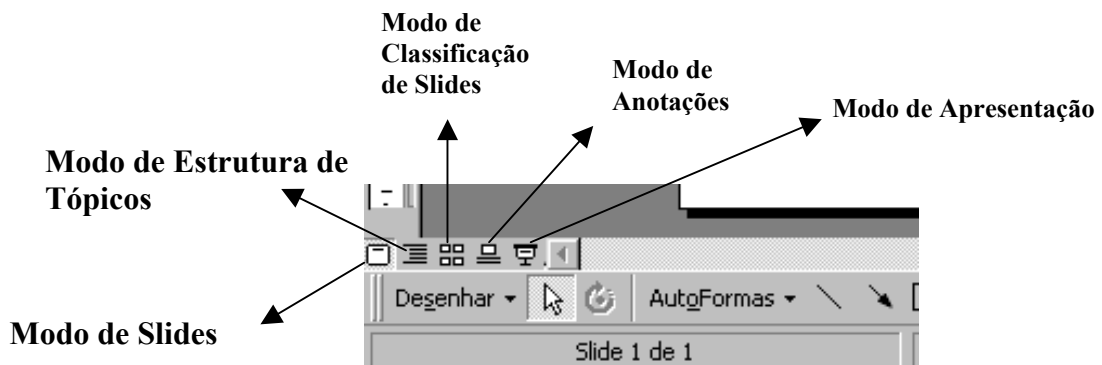 Modo de
Classificação
de Slides
Modo de
Anotações
Modo de Apresentação
Modo de Estrutura de
Tópicos
Desenhar
AutoFormas
Modo de Slides
Slide 1 de 1